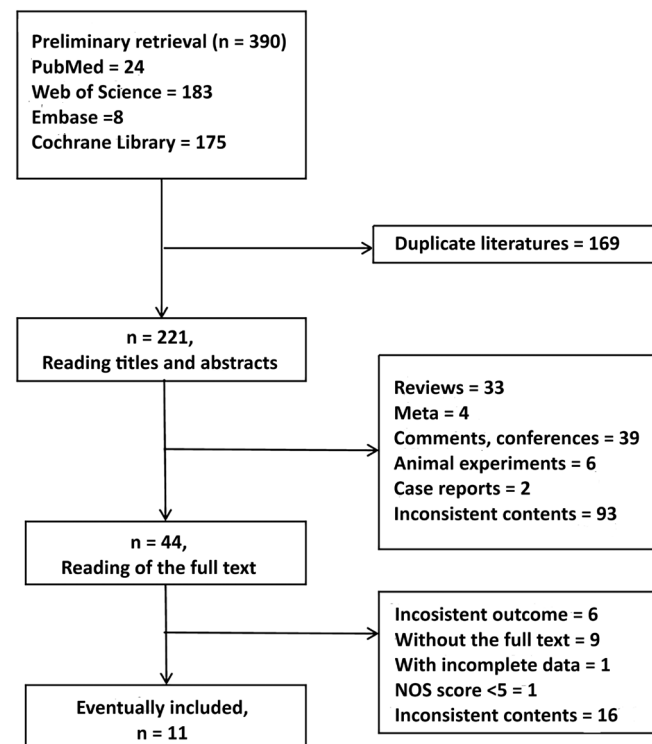 Preliminary retrieval (n = 390)
PubMed = 24
Web of Science = 183
Embase =8
Cochrane Library = 175
Duplicate literatures = 169
n = 221,
Reading titles and abstracts
Reviews = 33
Meta = 4
Comments, conferences = 39
Animal experiments = 6
Case reports = 2
Inconsistent contents = 93
n = 44,
Reading of the full text
Incosistent outcome = 6
Without the full text = 9
With incomplete data = 1
NOS score <5 = 1
Inconsistent contents = 16
Eventually included,
n = 11